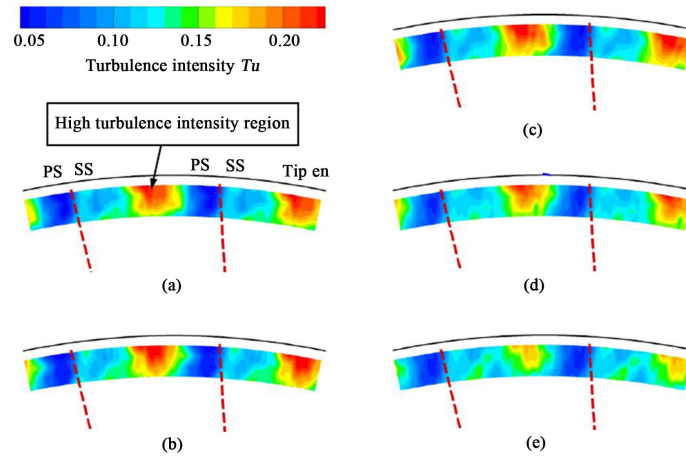 0.05 0.10 0.15 0.20
Turbulence intensity Tu
High turbulence intensity region
PS SS PS SS Tip en
(a)
(b)
(c)
(d)
(e)